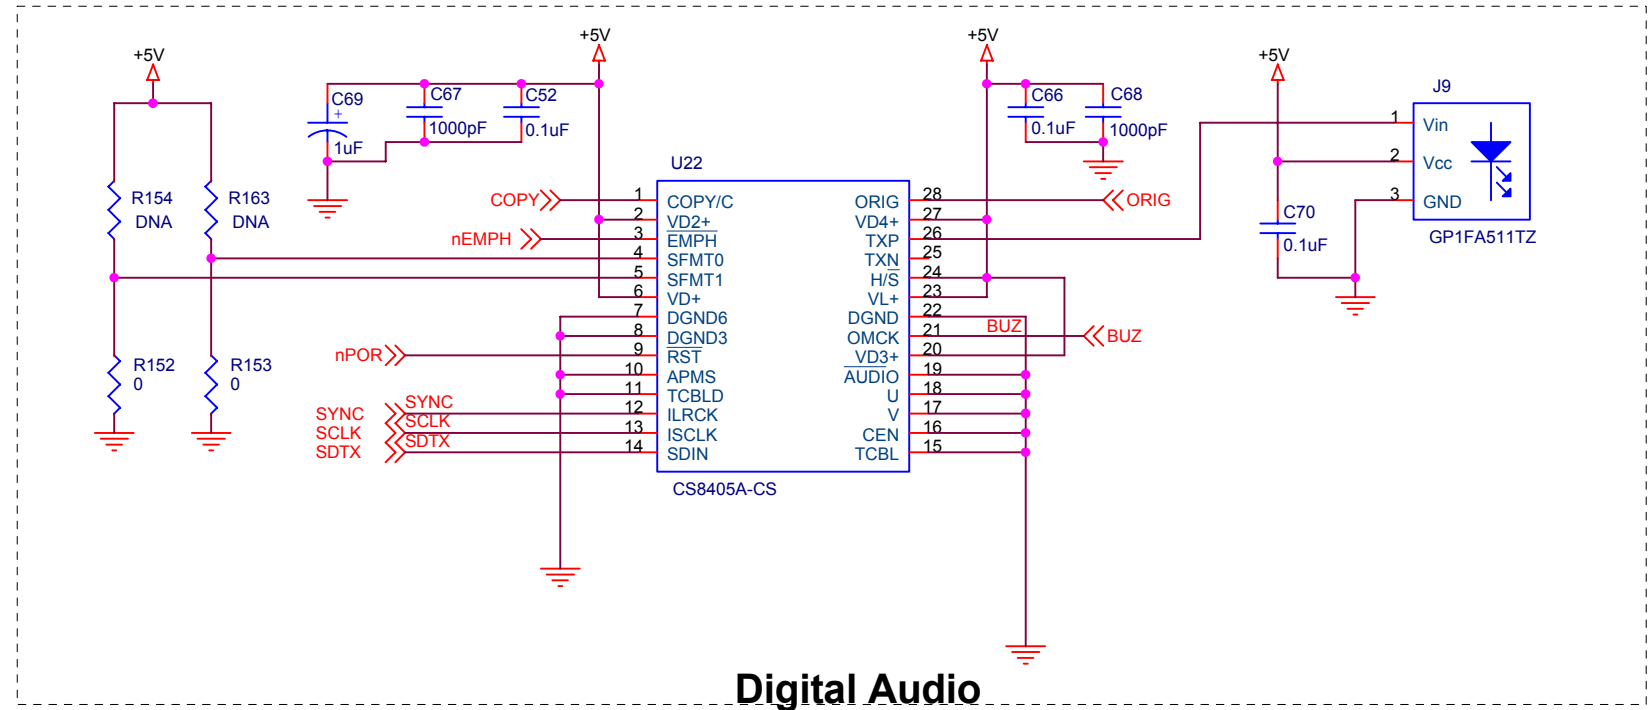 +5V
+5V
+5V
+5V
C69
+
1uF
C67
1000pF
C52
0.1uF
C66
0.1uF
C68
1000pF
J9
1
Vin
2
Vcc
3
GND
GP1FA511TZ
C70
0.1uF
R154
DNA
R163
DNA
R152
0
R153
0
U22
COPY
1
COPY/C
2
VD2+
nEMPH
3
EMPH
4
SFMT0
5
SFMT1
6
VD+
7
DGND6
8
DGND3
nPOR
9
RST
10
APMS
11
TCBLD
SYNC
SYNC
12
ILRCK
SCLK
SCLK
13
ISCLK
SDTX
SDTX
14
SDIN
ORIG
28
ORIG
VD4+
27
TXP
26
TXN
25
H/S
24
VL+
23
DGND
22
OMCK
21
BUZ
BUZ
VD3+
20
AUDIO
19
U
18
V
17
CEN
16
TCBL
15
CS8405A-CS
Digital Audio